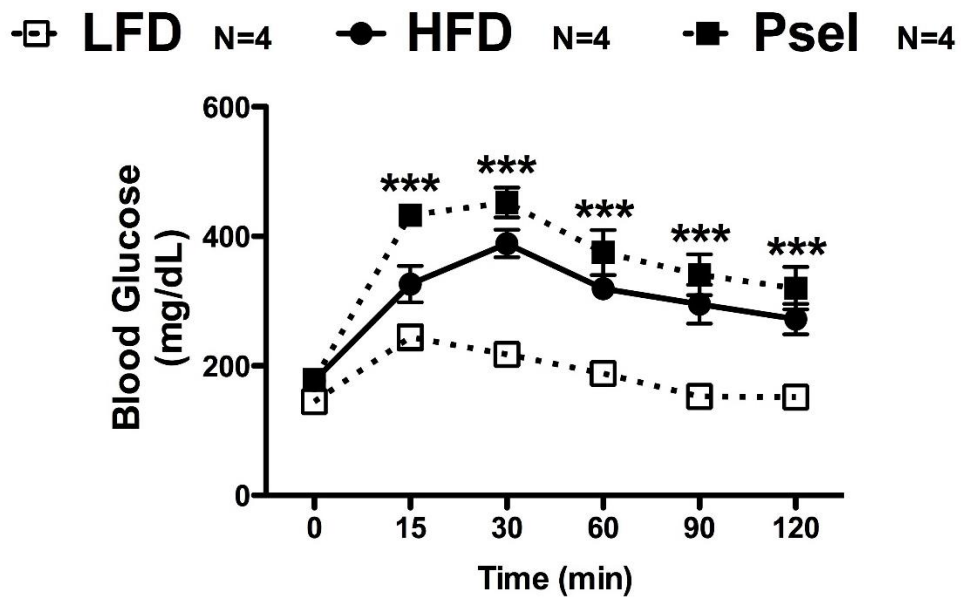 LFD N=4 HFD N=4 Psel N=4
600
***
***
***
***
***
400
200
0
Blood Glucose
(mg/dL)
0 15 30 60 90 120
Time (min)